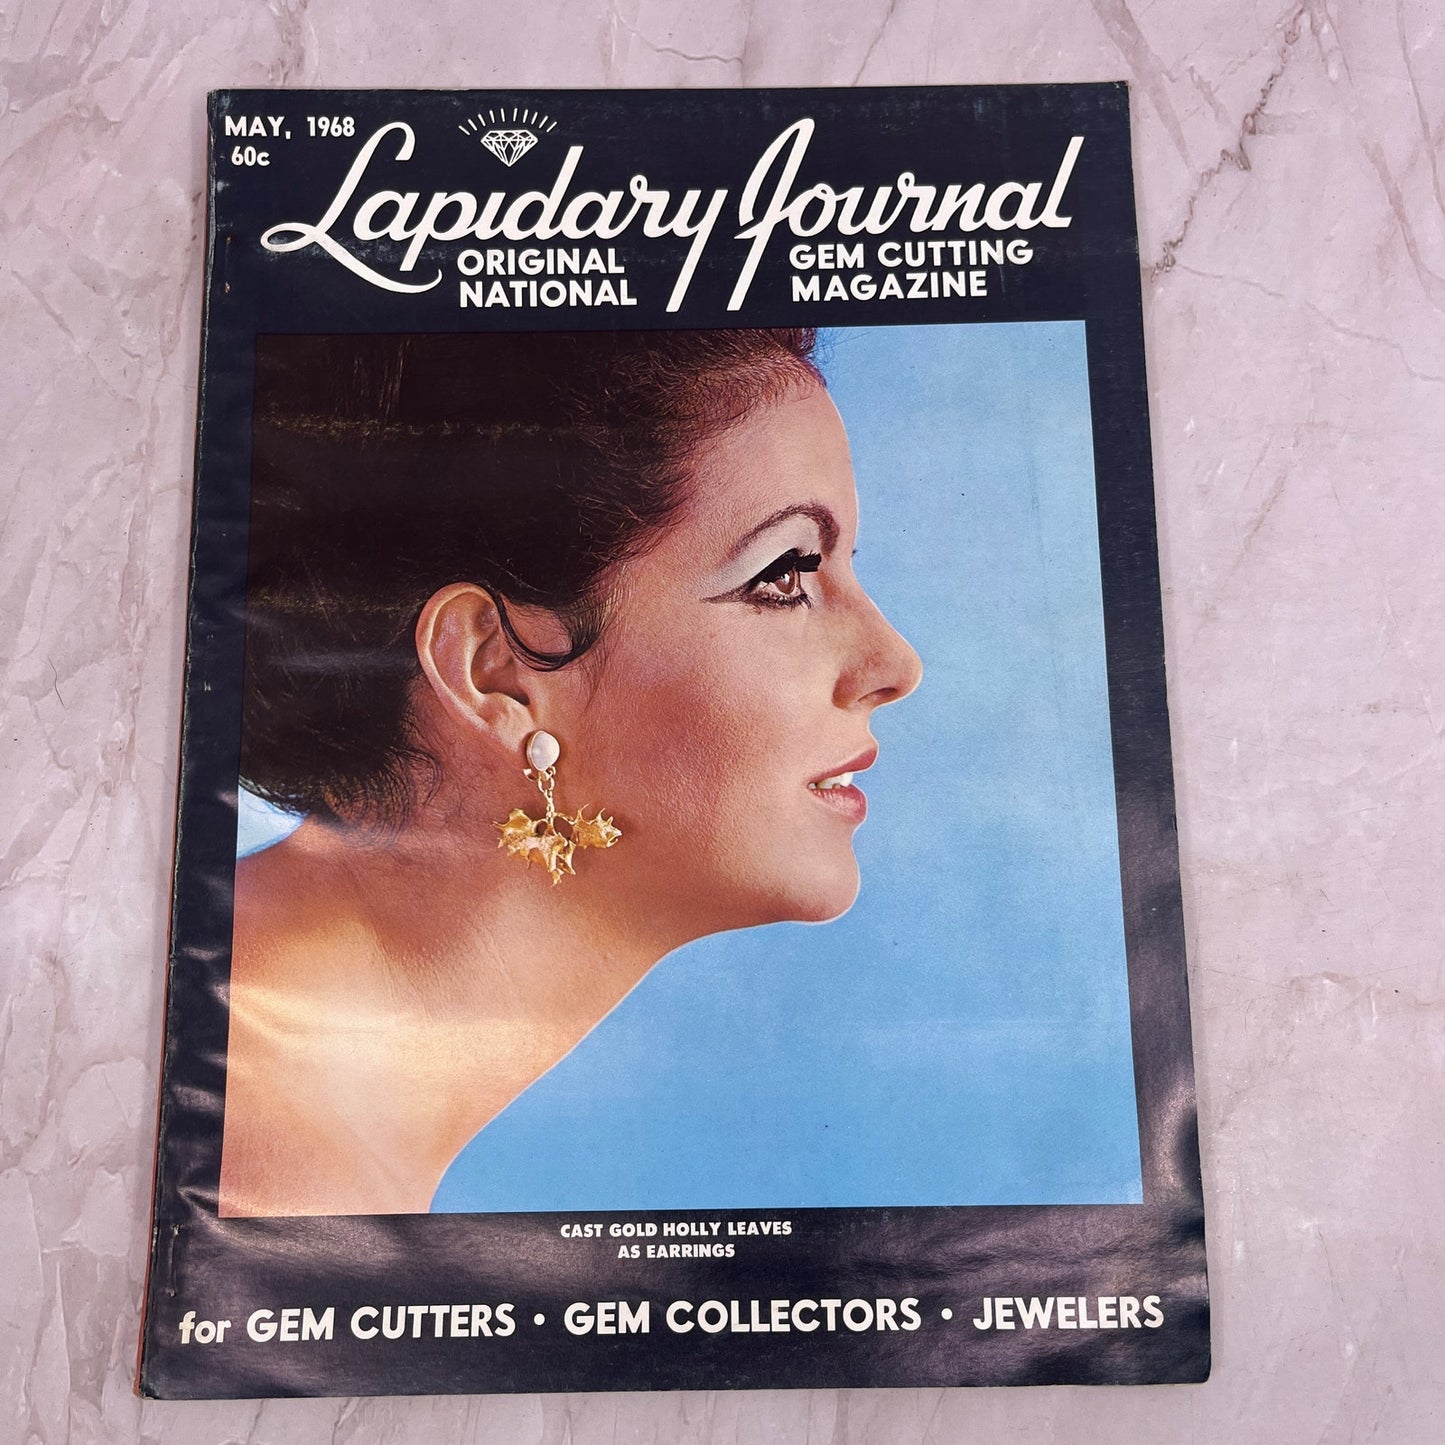 MAY, 1968
60c
Lapidary Journal
ORIGINAL NATIONAL
GEM CUTTING MAGAZINE
CAST GOLD HOLLY LEAVES
AS EARRINGS
for GEM CUTTERS • GEM COLLECTORS • JEWELERS